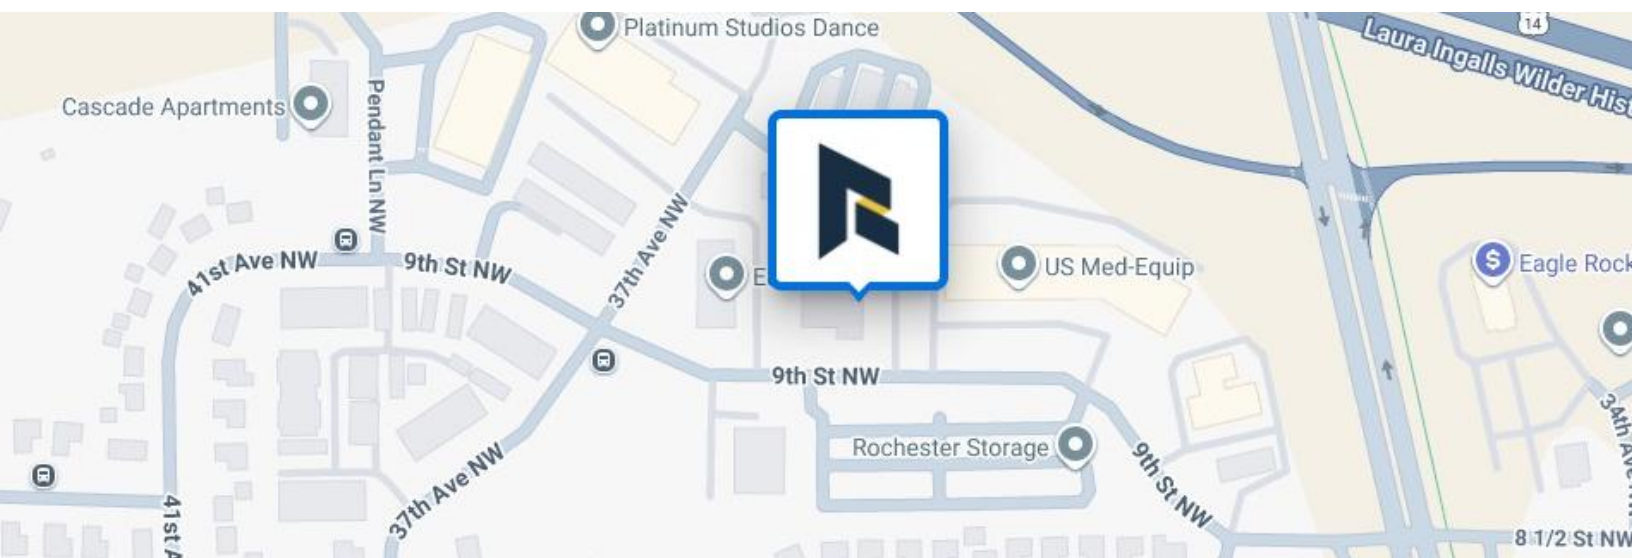 14
Platinum Studios Dance
Laura Ingalls Wilder Hist
Cascade Apartments
Pendant Ln NW
37th Ave NW
41st Ave NW
9th St NW
E
US Med-Equip
Eagle Rock
9th St NW
34th Ave
Rochester Storage
9th St NW
37th Ave NW
41st A
8 1/2 St NW